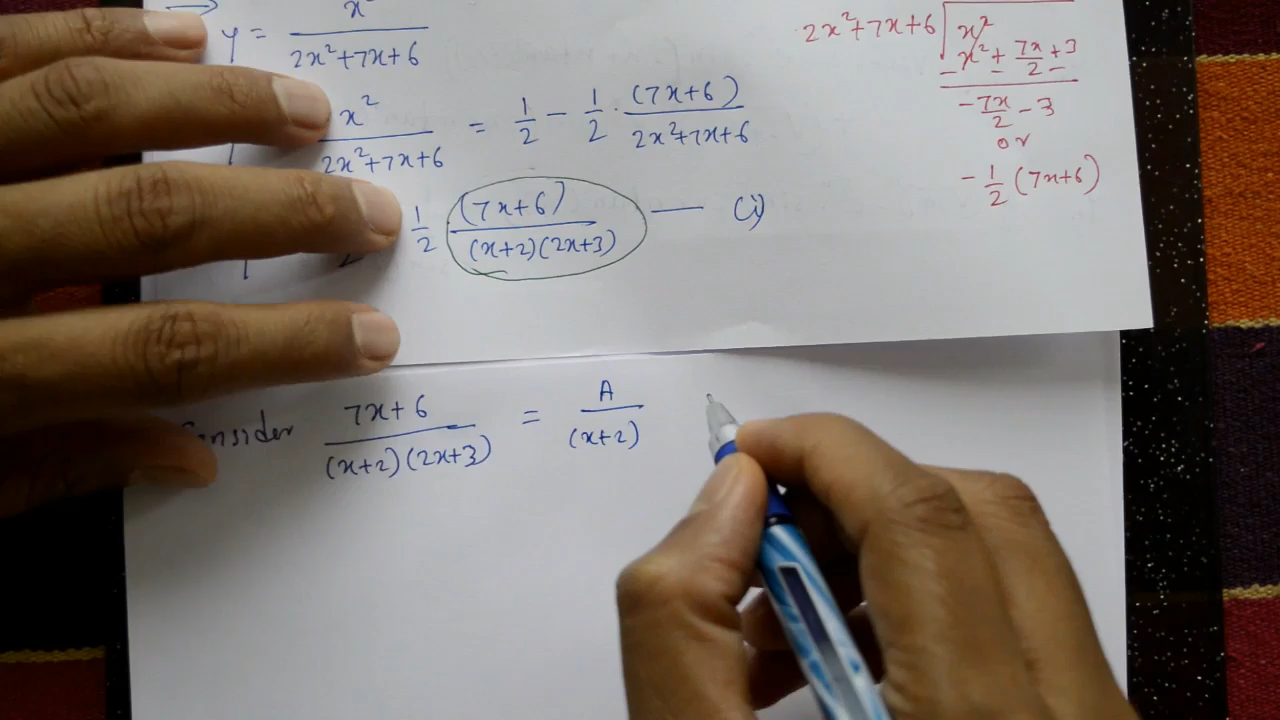 y = x² / (2x²+7x+6)
x² / (2x²+7x+6) = 1/2 - 1/2 · (7x+6) / (2x²+7x+6)
1/2 (7x+6) / ((x+2)(2x+3)) — (i)
2x²+7x+6 ) x²
x² + 7x/2 + 3
- - -
-7x/2 - 3
or
-1/2 (7x+6)
Consider 7x+6 / ((x+2)(2x+3)) = A / (x+2)